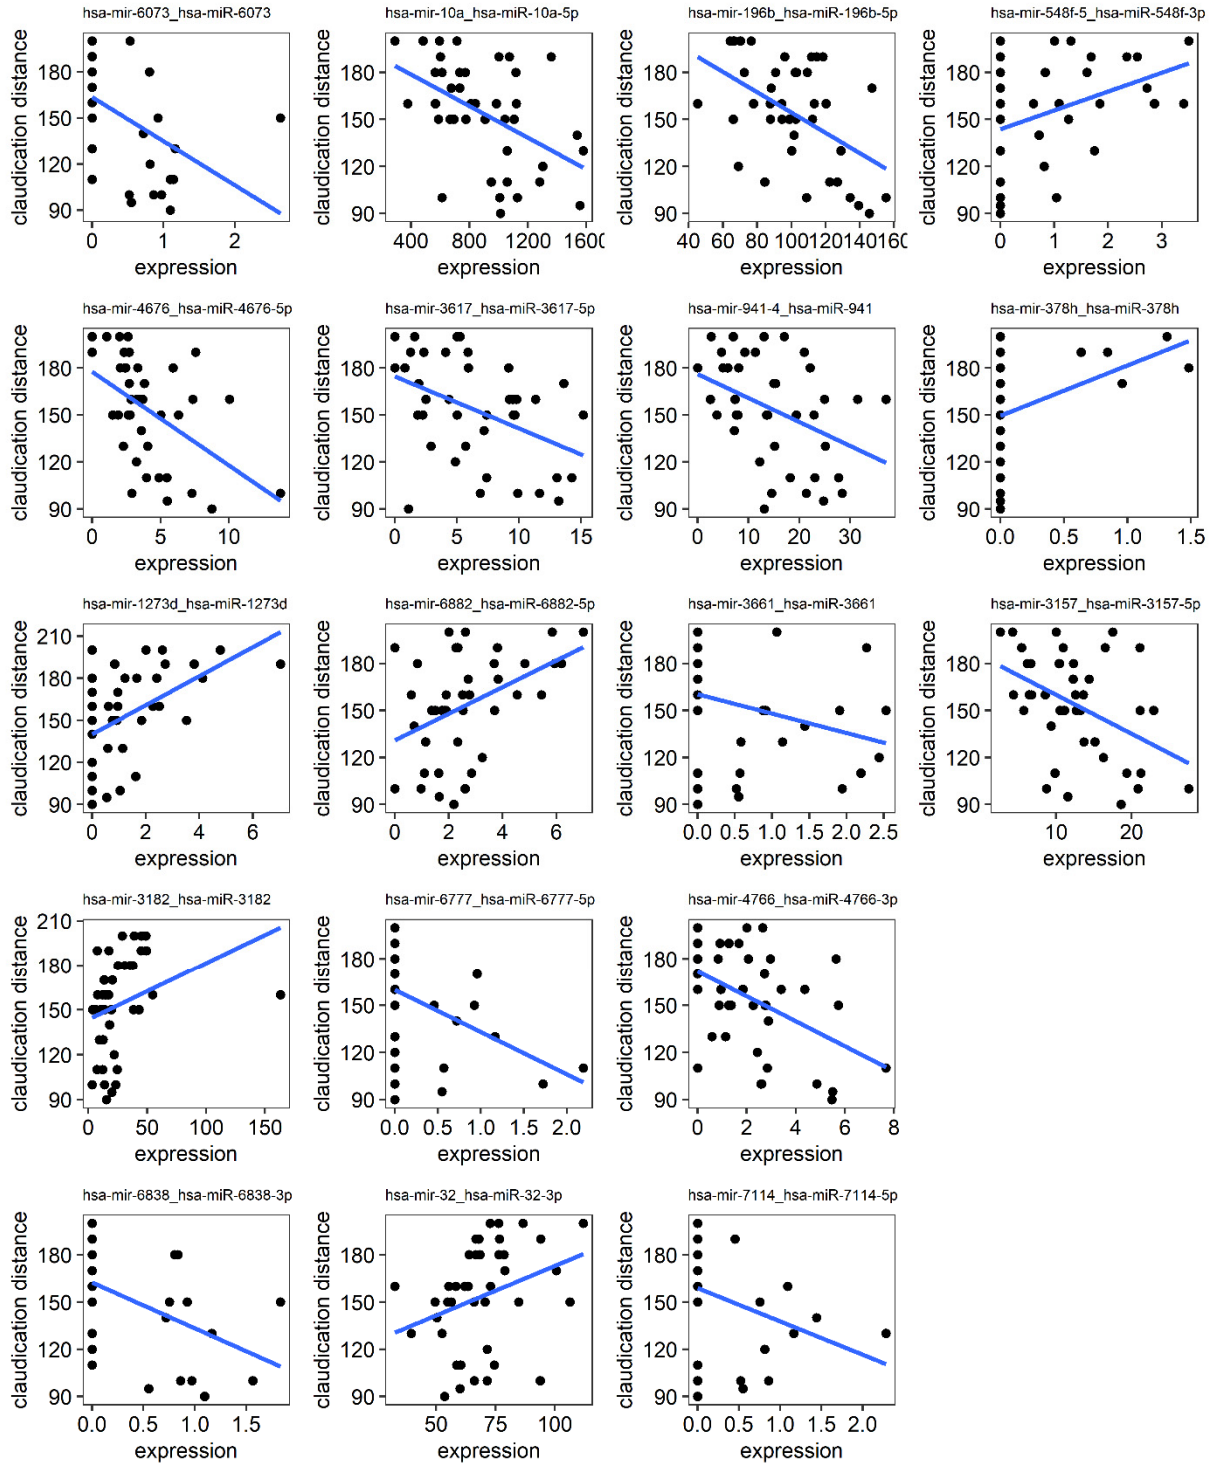 hsa-mir-6073_hsa-miR-6073
claudication distance
180
150
120
90
0 1 2
expression
hsa-mir-10a_hsa-miR-10a-5p
claudication distance
180
150
120
90
400 800 1200 1600
expression
hsa-mir-196b_hsa-miR-196b-5p
claudication distance
180
150
120
90
40 60 80 100 120 140 160
expression
hsa-mir-548f-5_hsa-miR-548f-3p
claudication distance
180
150
120
90
0 1 2 3
expression
hsa-mir-4676_hsa-miR-4676-5p
claudication distance
180
150
120
90
0 5 10
expression
hsa-mir-3617_hsa-miR-3617-5p
claudication distance
180
150
120
90
0 5 10 15
expression
hsa-mir-941-4_hsa-miR-941
claudication distance
180
150
120
90
0 10 20 30
expression
hsa-mir-378h_hsa-miR-378h
claudication distance
180
150
120
90
0.0 0.5 1.0 1.5
expression
hsa-mir-1273d_hsa-miR-1273d
claudication distance
210
180
150
120
90
0 2 4 6
expression
hsa-mir-6882_hsa-miR-6882-5p
claudication distance
180
150
120
90
0 2 4 6
expression
hsa-mir-3661_hsa-miR-3661
claudication distance
180
150
120
90
0.0 0.5 1.0 1.5 2.0 2.5
expression
hsa-mir-3157_hsa-miR-3157-5p
claudication distance
180
150
120
90
10 20
expression
hsa-mir-3182_hsa-miR-3182
claudication distance
210
180
150
120
90
0 50 100 150
expression
hsa-mir-6777_hsa-miR-6777-5p
claudication distance
180
150
120
90
0.0 0.5 1.0 1.5 2.0
expression
hsa-mir-4766_hsa-miR-4766-3p
claudication distance
180
150
120
90
0 2 4 6 8
expression
hsa-mir-6838_hsa-miR-6838-3p
claudication distance
180
150
120
90
0.0 0.5 1.0 1.5
expression
hsa-mir-32_hsa-miR-32-3p
claudication distance
180
150
120
90
50 75 100
expression
hsa-mir-7114_hsa-miR-7114-5p
claudication distance
180
150
120
90
0.0 0.5 1.0 1.5 2.0
expression